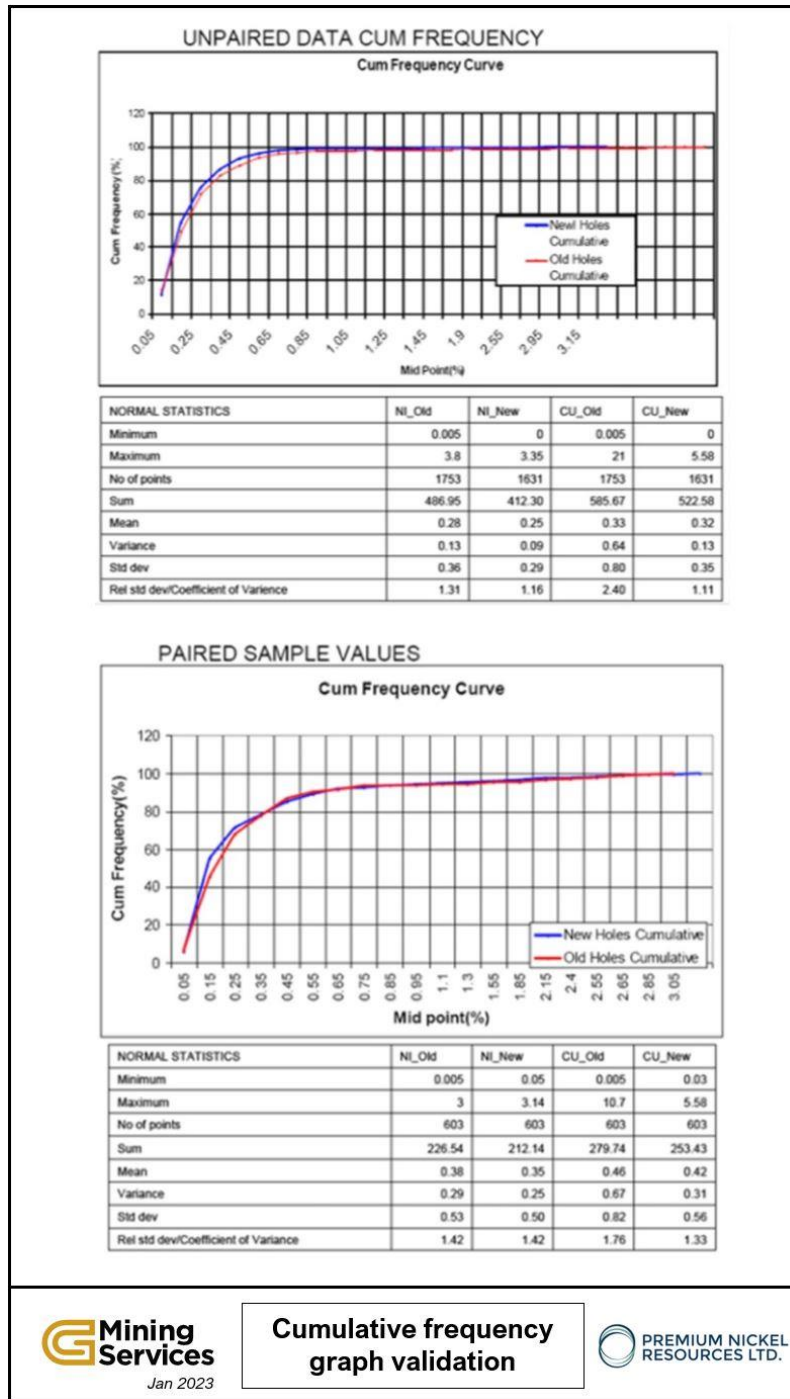 UNPAIRED DATA CUM FREQUENCY
Cum Frequency Curve
120
100
80
60
40
20
0
Cum Frequency (%;
Newl Holes
Cumulative
Old Holes
Cumulative
0.05 0.25 0.45 0.65 0.85 1.05 1.25 1.45 1.9 2.55 2.95 3.15
Mid Point(%)
NORMAL STATISTICS NI_Old NI_New CU_Old CU_New
Minimum 0.005 0 0.005 0
Maximum 3.8 3.35 21 5.58
No of points 1753 1631 1753 1631
Sum 486.95 412.30 585.67 522.58
Mean 0.28 0.25 0.33 0.32
Variance 0.13 0.09 0.64 0.13
Std dev 0.36 0.29 0.80 0.35
Rel std dev/Coefficient of Varience 1.31 1.16 2.40 1.11
PAIRED SAMPLE VALUES
Cum Frequency Curve
120
100
80
60
40
20
0
Cum Frequency(%)
New Holes Cumulative
Old Holes Cumulative
0.05 0.15 0.25 0.35 0.45 0.55 0.65 0.75 0.85 0.95 1.1 1.3 1.55 1.85 2.15 2.4 2.55 2.65 2.85 3.05
Mid point(%)
NORMAL STATISTICS NI_Old NI_New CU_Old CU_New
Minimum 0.005 0.05 0.005 0.03
Maximum 3 3.14 10.7 5.58
No of points 603 603 603 603
Sum 226.54 212.14 279.74 253.43
Mean 0.38 0.35 0.46 0.42
Variance 0.29 0.25 0.67 0.31
Std dev 0.53 0.50 0.82 0.56
Rel std dev/Coefficient of Variance 1.42 1.42 1.76 1.33
G Mining
Services
Jan 2023
Cumulative frequency
graph validation
PREMIUM NICKEL
RESOURCES LTD.